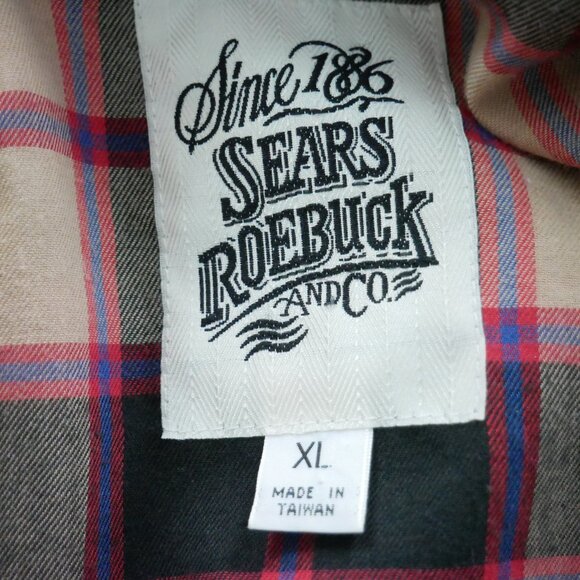 Since 1886
SEARS
ROEBUCK
AND CO.
XL
MADE IN
TAIWAN